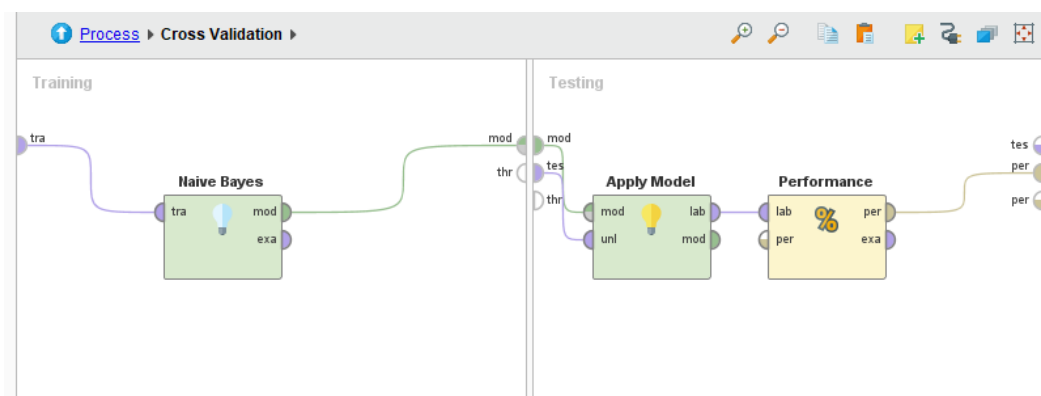 Process Cross Validation
Training
tra
mod
thr
Naive Bayes
tra mod
exa
Testing
mod
tes
thr
Apply Model
mod lab
unl mod
Performance
lab per
per exa
tes
per
per